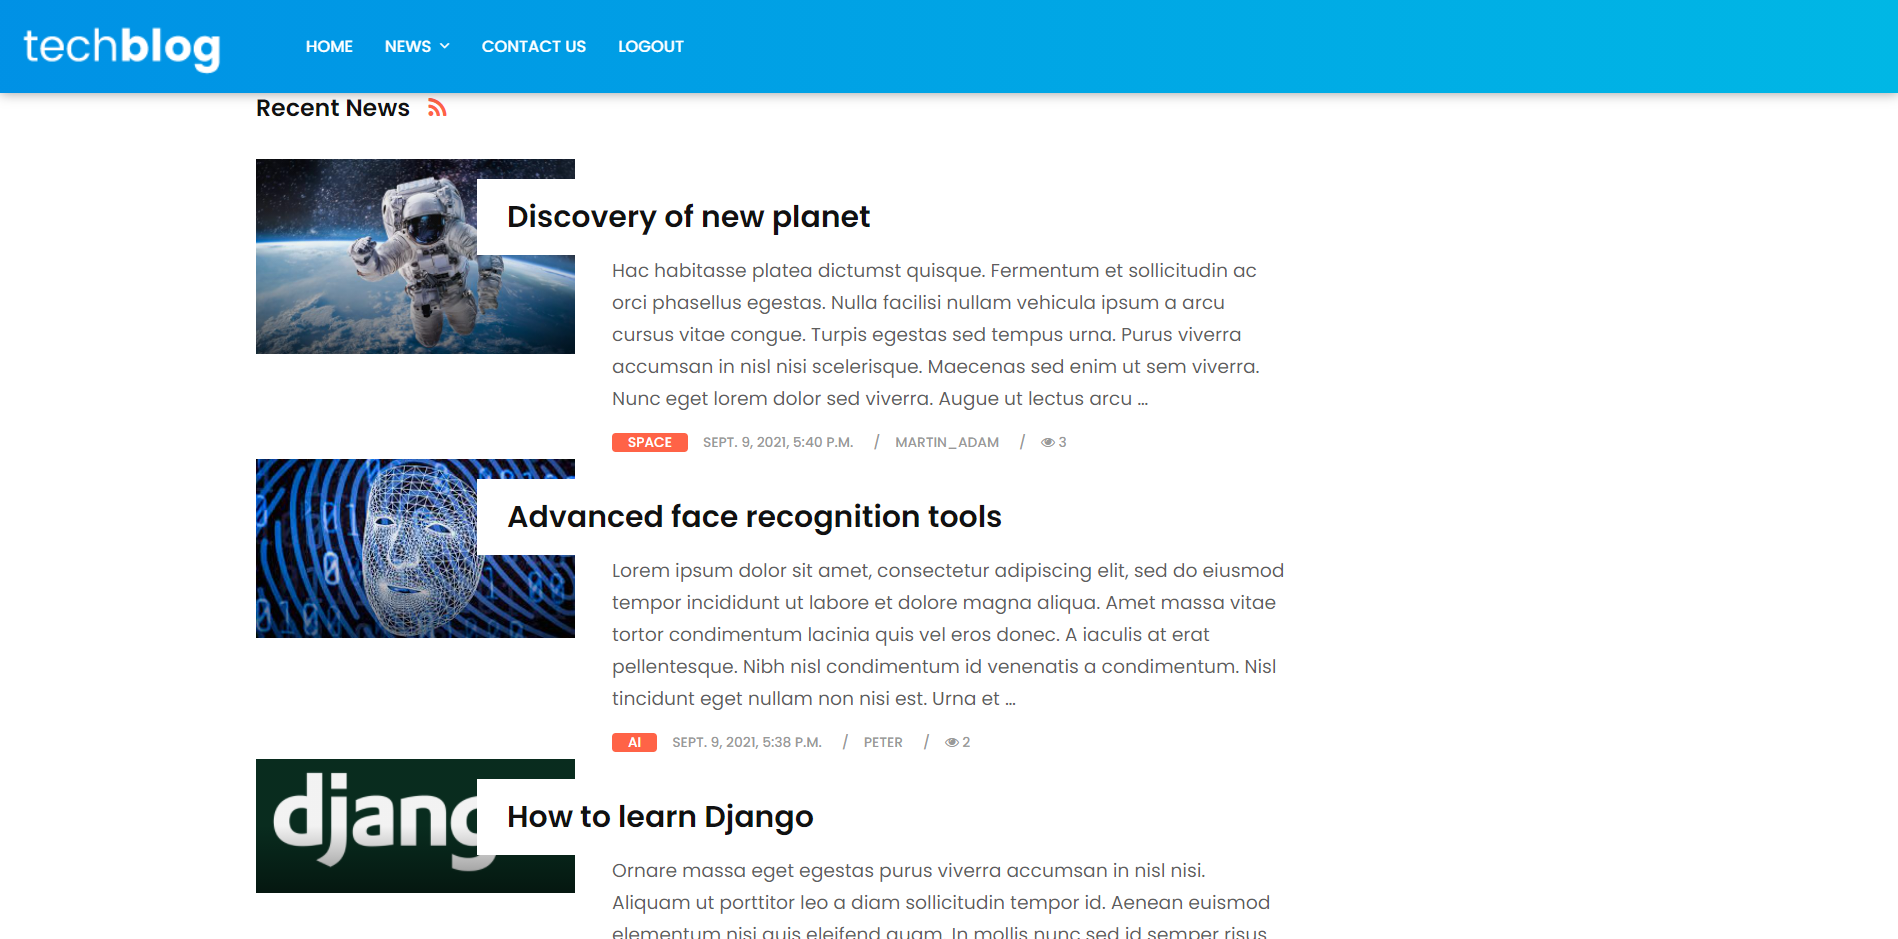 techblog
HOME NEWS CONTACT US LOGOUT
Recent News
Discovery of new planet
Hac habitasse platea dictumst quisque. Fermentum et sollicitudin ac
orci phasellus egestas. Nulla facilisi nullam vehicula ipsum a arcu
cursus vitae congue. Turpis egestas sed tempus urna. Purus viverra
accumsan in nisl nisi scelerisque. Maecenas sed enim ut sem viverra.
Nunc eget lorem dolor sed viverra. Augue ut lectus arcu ...
SPACE SEPT. 9, 2021, 5:40 P.M. / MARTIN_ADAM / 3
Advanced face recognition tools
Lorem ipsum dolor sit amet, consectetur adipiscing elit, sed do eiusmod
tempor incididunt ut labore et dolore magna aliqua. Amet massa vitae
tortor condimentum lacinia quis vel eros donec. A iaculis at erat
pellentesque. Nibh nisl condimentum id venenatis a condimentum. Nisl
tincidunt eget nullam non nisi est. Urna et ...
AI SEPT. 9, 2021, 5:38 P.M. / PETER / 2
djang
How to learn Django
Ornare massa eget egestas purus viverra accumsan in nisl nisi.
Aliquam ut porttitor leo a diam sollicitudin tempor id. Aenean euismod
elementum nisi quis eleifend quam. In mollis nunc sed id semper risus